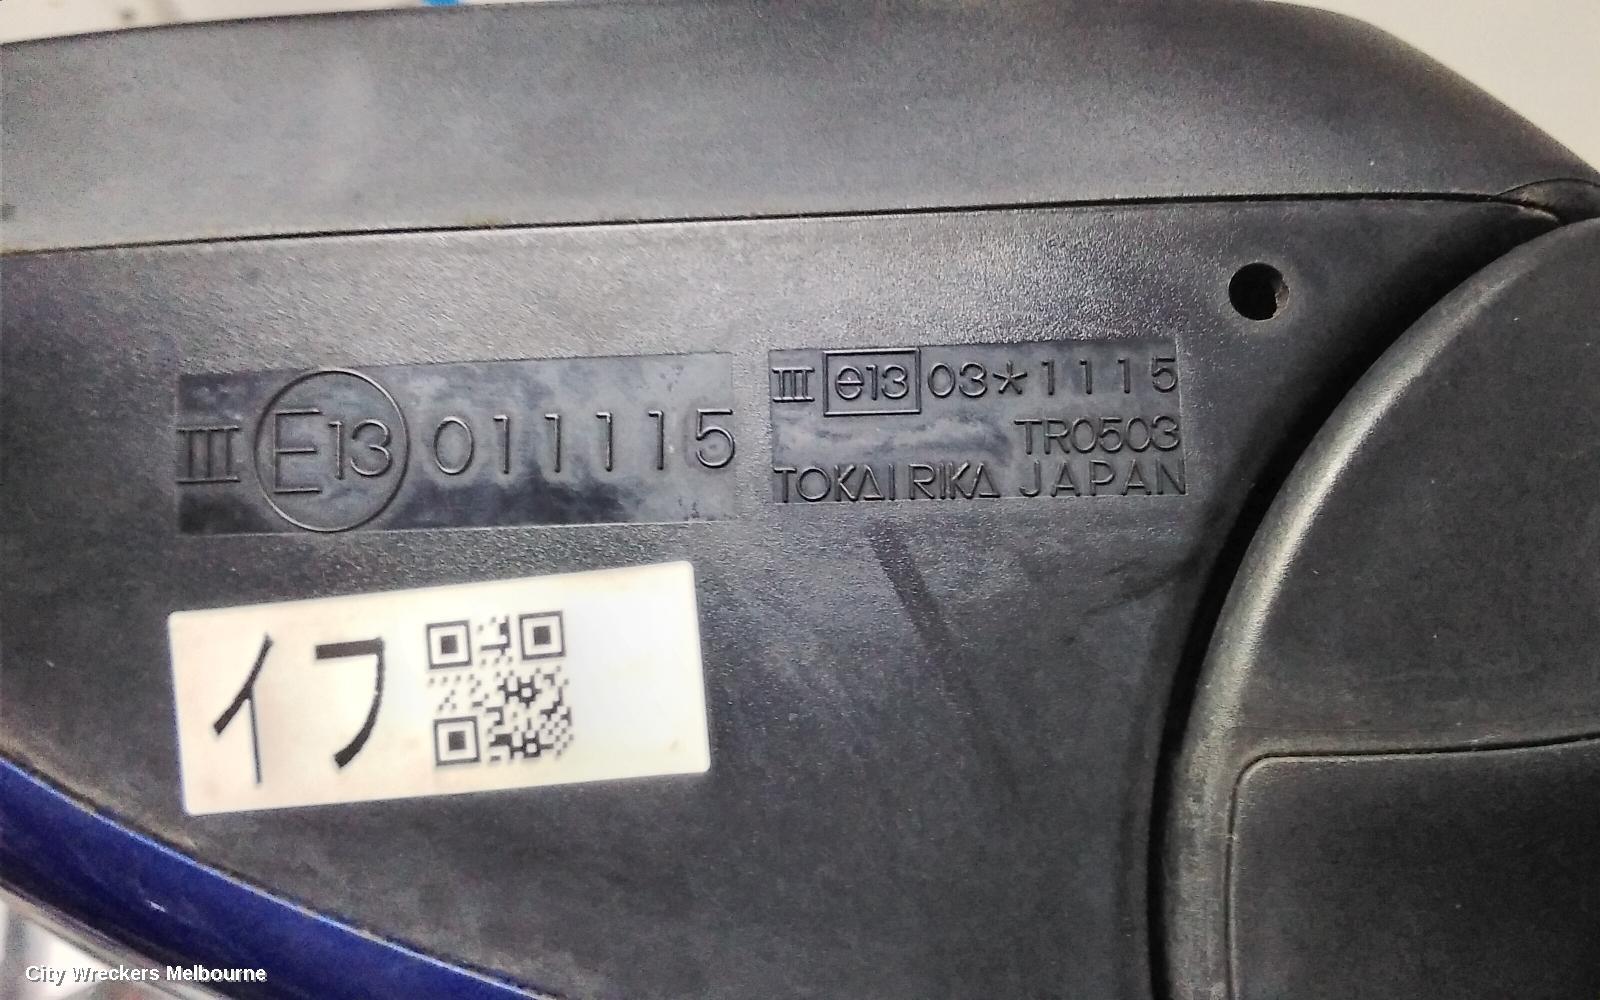 III E13 011115
III e13 03*1115
TR0503
TOKAI RIKA JAPAN
イフ
City Wreckers Melbourne